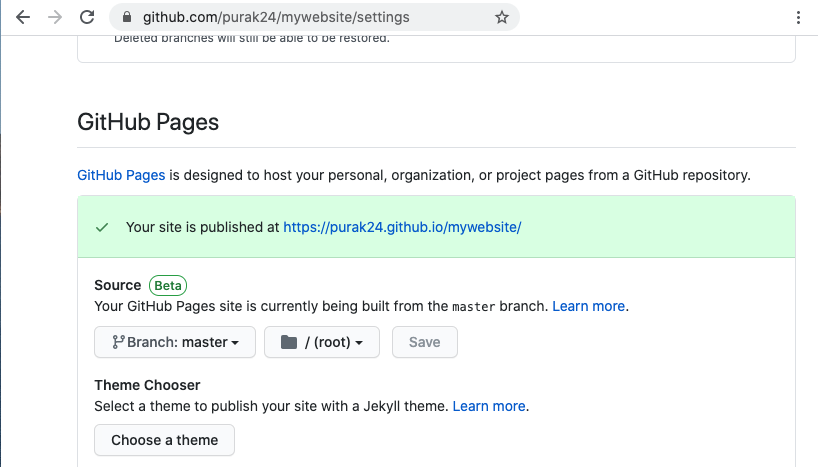 github.com/purak24/mywebsite/settings
Deleted branches will still be able to be restored.
GitHub Pages
GitHub Pages is designed to host your personal, organization, or project pages from a GitHub repository.
Your site is published at https://purak24.github.io/mywebsite/
Source Beta
Your GitHub Pages site is currently being built from the master branch. Learn more.
Branch: master / (root) Save
Theme Chooser
Select a theme to publish your site with a Jekyll theme. Learn more.
Choose a theme